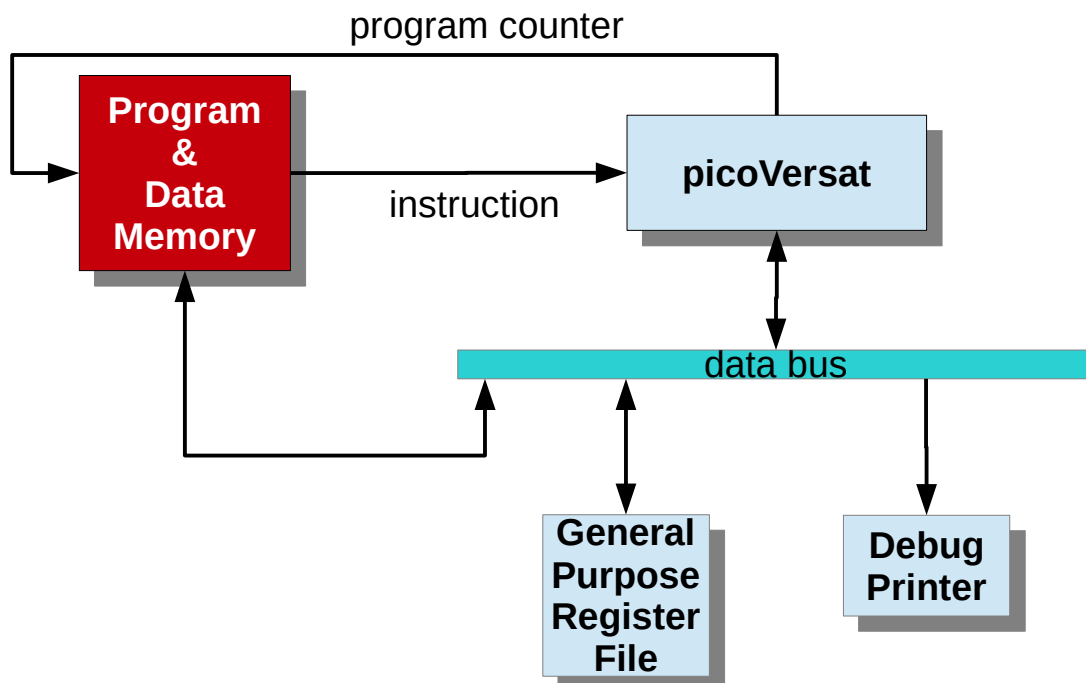 program counter
Program
&
Data
Memory
picoVersat
instruction
data bus
General
Purpose
Register
File
Debug
Printer